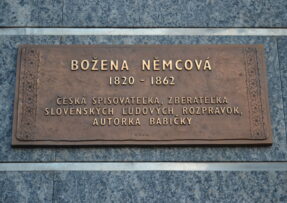 BOŽENA NĚMCOVÁ
1820 - 1862
ČESKÁ SPISOVATEĽKA, ZBERATEĽKA
SLOVENSKÝCH ĽUDOVÝCH ROZPRÁVOK,
AUTORKA BABIČKY